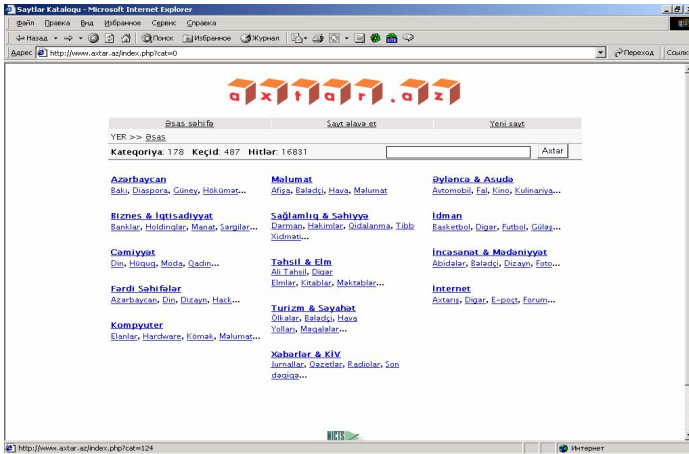 Saytlar Katalogu - Microsoft Internet Explorer
Файл Правка Вид Избранное Сервис Справка
Назад Поиск Избранное Журнал
Адрес http://www.axtar.az/index.php?cat=0 Переход Ссылки
axtar.az
Əsas səhifə Sayt əlavə et Yeni sayt
YER >> Əsas
Kateqoriya: 178 Keçid: 487 Hitlər: 16831 Axtar
Azərbaycan
Bakı, Diaspora, Güney, Hökümət...
Biznes & Iqtisadiyyat
Banklar, Holdinqlar, Manat, Sərgilər...
Cəmiyyət
Din, Hüquq, Moda, Qadın...
Fərdi Səhifələr
Azərbaycan, Din, Dizayn, Hack...
Kompyuter
Elanlar, Hardware, Kömək, Məlumat...
Məlumat
Afişa, Bələdçi, Hava, Məlumat
Sağlamlıq & Səhiyyə
Dərman, Həkimlər, Qidalanma, Tibb
Xidməti...
Təhsil & Elm
Ali Təhsil, Digər
Elmlər, Kitablar, Məktəblər...
Turizm & Səyahət
Ölkələr, Bələdçi, Hava
Yolları, Məqalələr...
Xəbərlər & KİV
Jurnallar, Qəzetlər, Radiolar, Son
dəqiqə...
Əyləncə & Asudə
Avtomobil, Fal, Kino, Kulinariya...
İdman
Basketbol, Digər, Futbol, Güləş...
İncəsənət & Mədəniyyət
Abidələr, Bələdçi, Dizayn, Foto...
İnternet
Axtarış, Digər, E-poçt, Forum...
NICTS
http://www.axtar.az/index.php?cat=124 Интернет